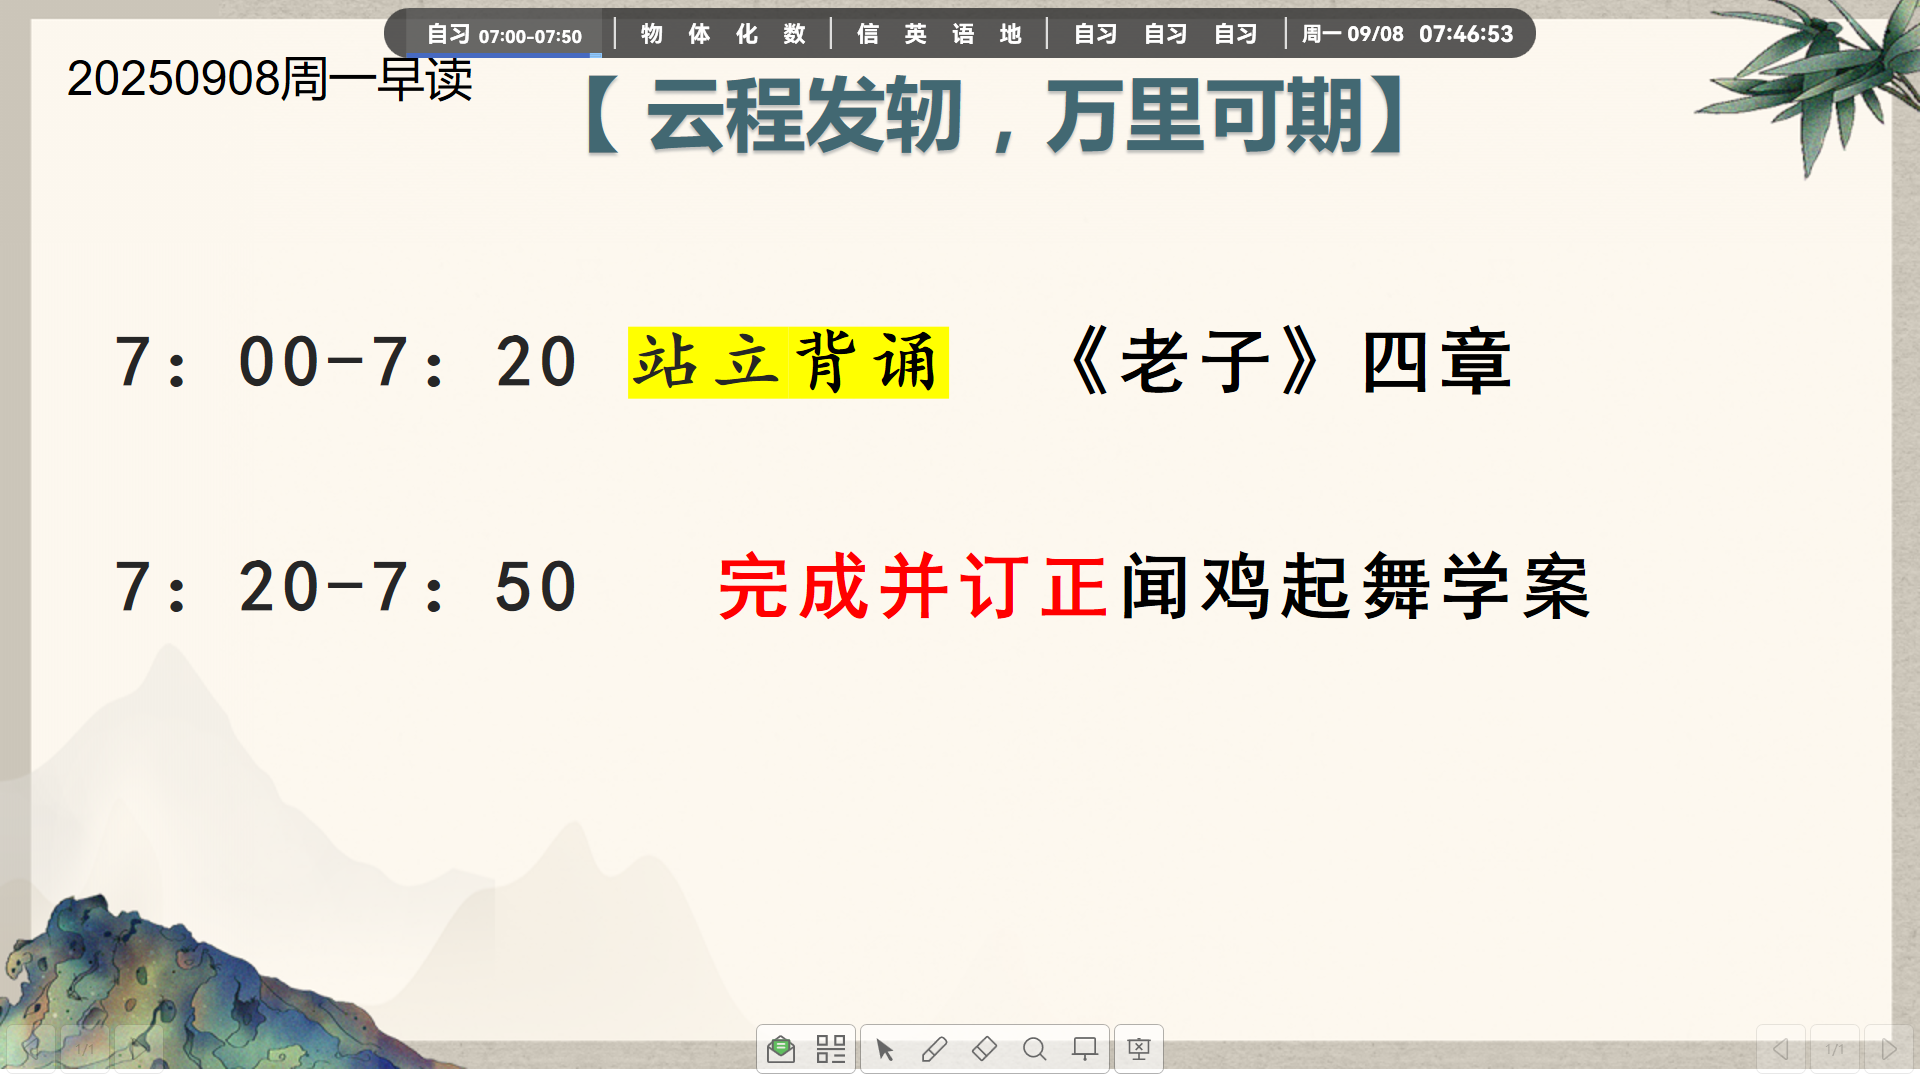 自习 07:00-07:50 物 体 化 数 信 英 语 地 自习 自习 自习 周一 09/08 07:46:53
20250908周一早读
【 云程发轫，万里可期】
7：00-7：20 站立背诵 《老子》四章
7：20-7：50 完成并订正闻鸡起舞学案
1/1 1/1